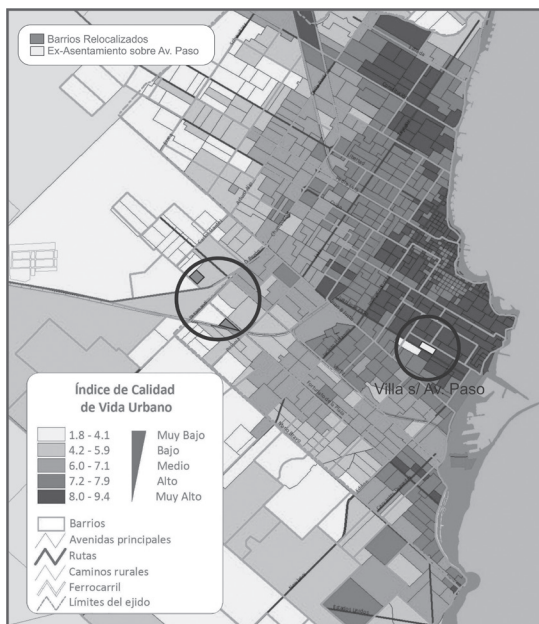 Barrios Relocalizados
Ex-Asentamiento sobre Av. Paso
Villa s/ Av. Paso
Índice de Calidad
de Vida Urbano
1.8 - 4.1 Muy Bajo
4.2 - 5.9 Bajo
6.0 - 7.1 Medio
7.2 - 7.9 Alto
8.0 - 9.4 Muy Alto
Barrios
Avenidas principales
Rutas
Caminos rurales
Ferrocarril
Límites del ejido